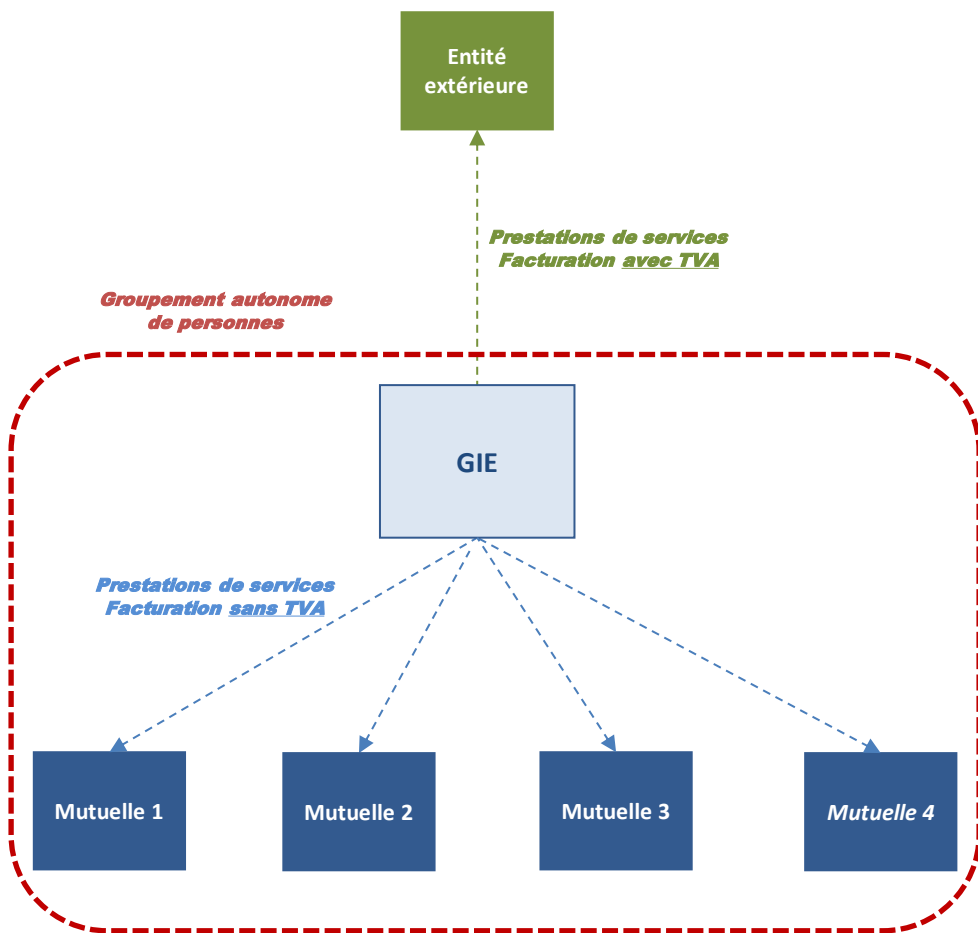 Entité
extérieure
Prestations de services
Facturation avec TVA
Groupement autonome
de personnes
GIE
Prestations de services
Facturation sans TVA
Mutuelle 1
Mutuelle 2
Mutuelle 3
Mutuelle 4